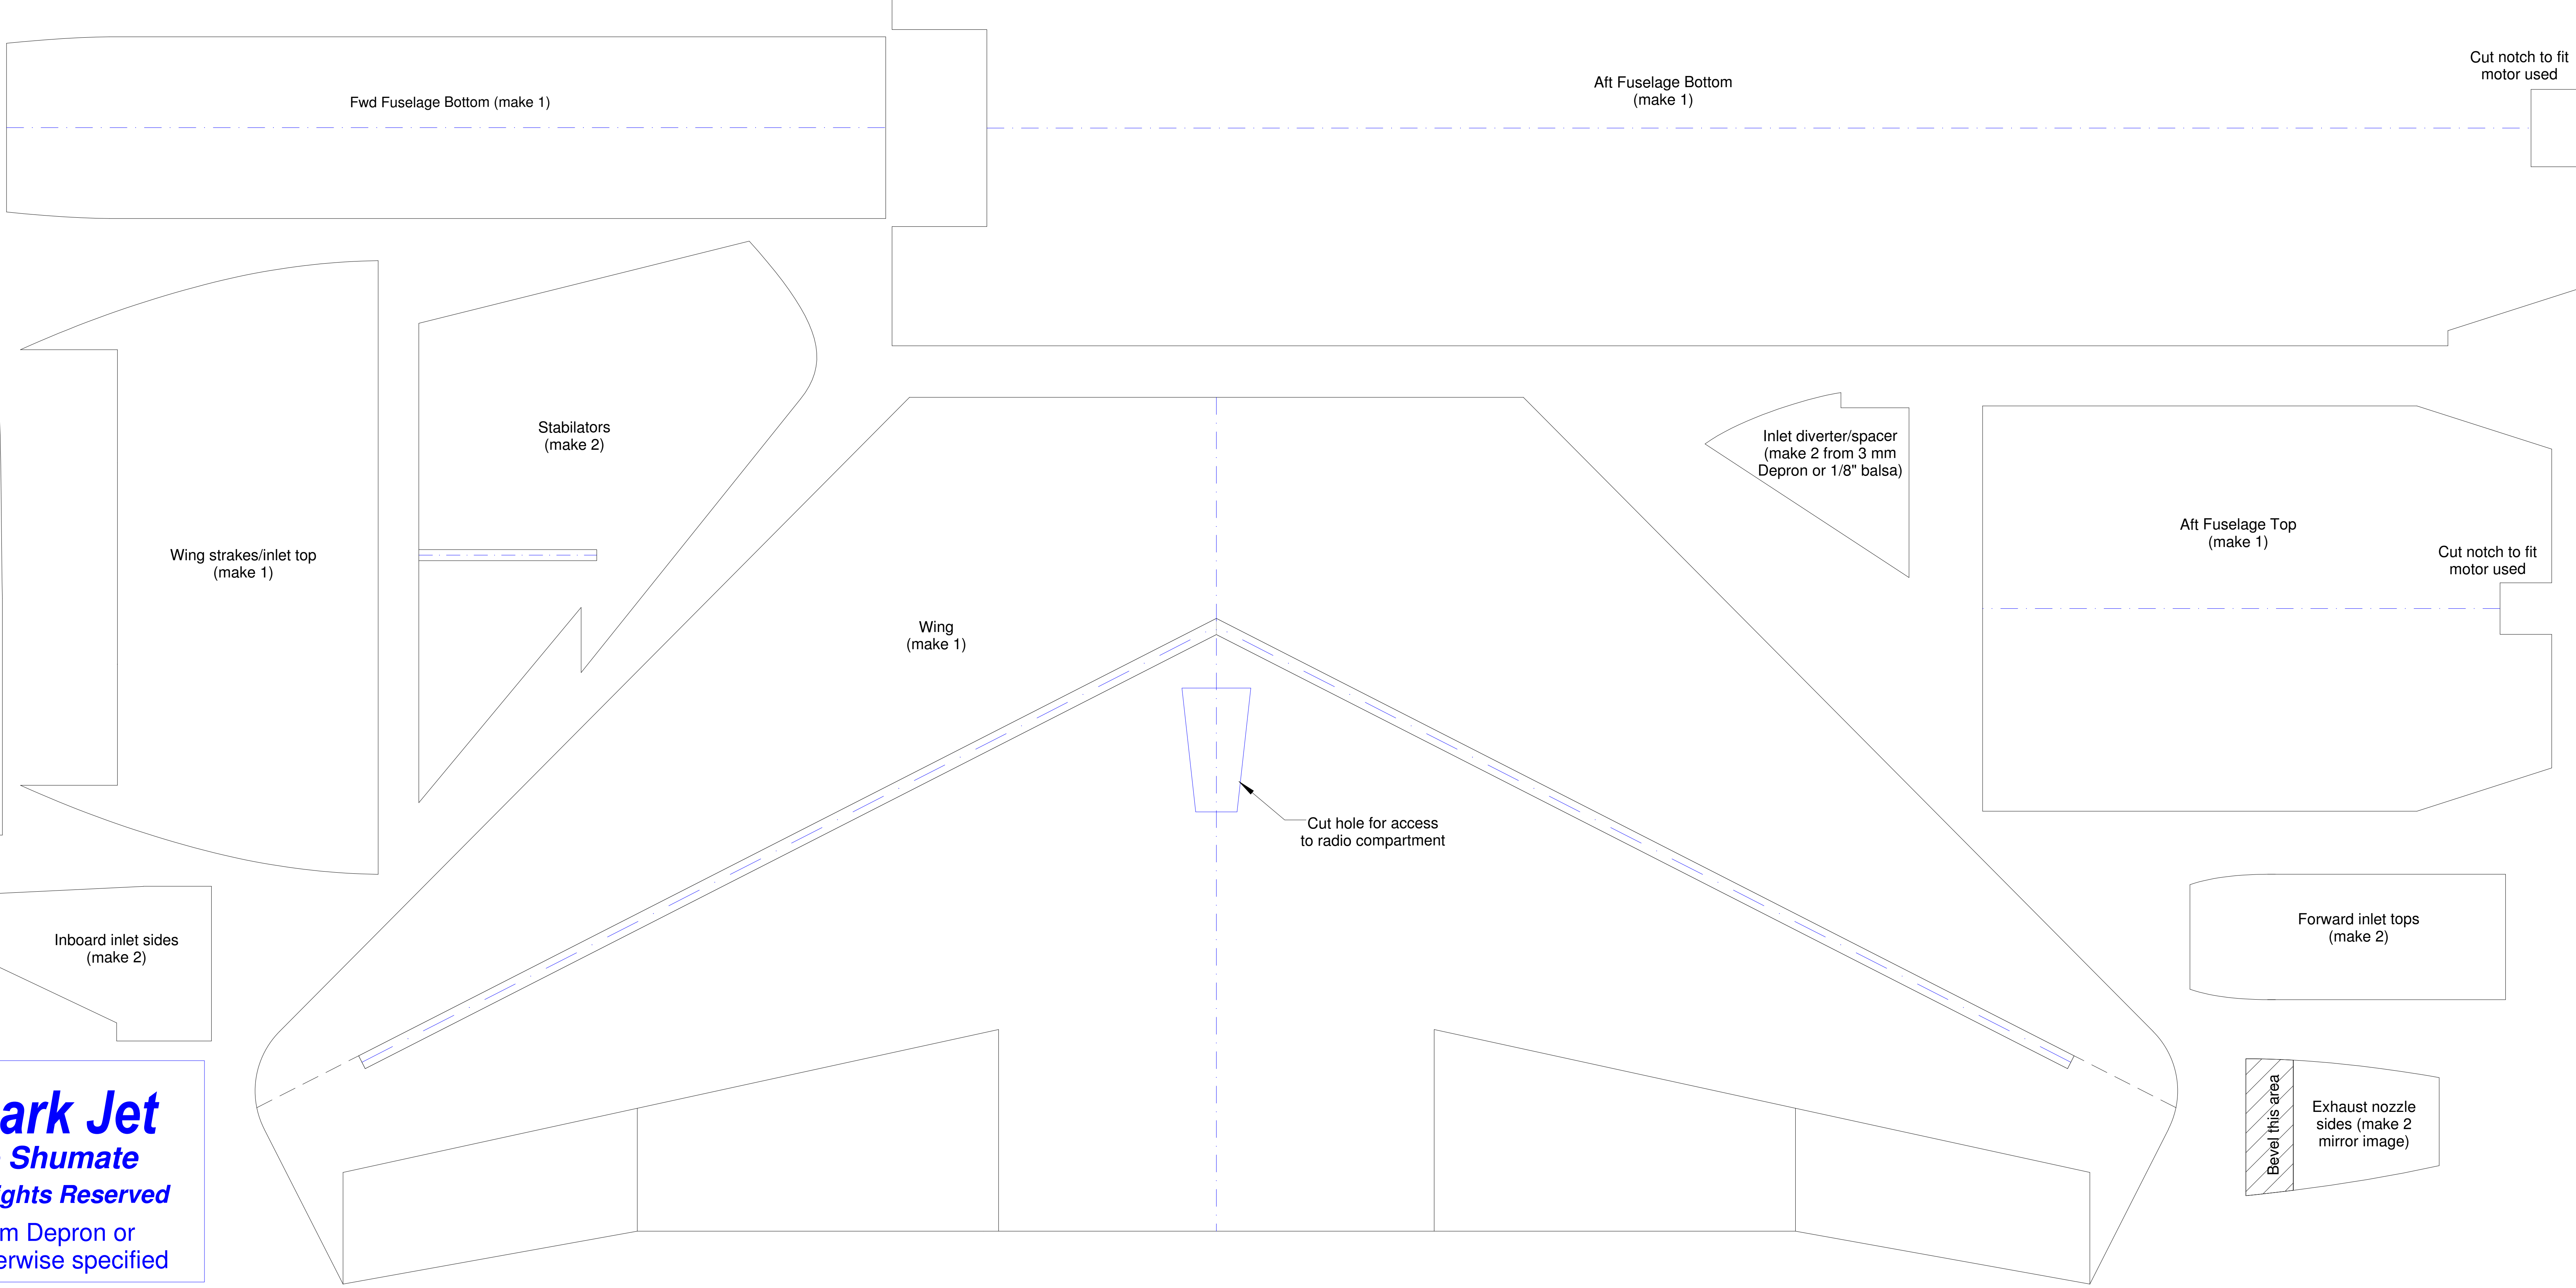 Fwd Fuselage Bottom (make 1)
Aft Fuselage Bottom
(make 1)
Cut notch to fit
motor used
Stabilators
(make 2)
Inlet diverter/spacer
(make 2 from 3 mm
Depron or 1/8" balsa)
Wing strakes/inlet top
(make 1)
Aft Fuselage Top
(make 1)
Cut notch to fit
motor used
Wing
(make 1)
Cut hole for access
to radio compartment
Inboard inlet sides
(make 2)
Forward inlet tops
(make 2)
Bevel this area
Exhaust nozzle
sides (make 2
mirror image)
ark Jet
Shumate
ights Reserved
m Depron or
erwise specified